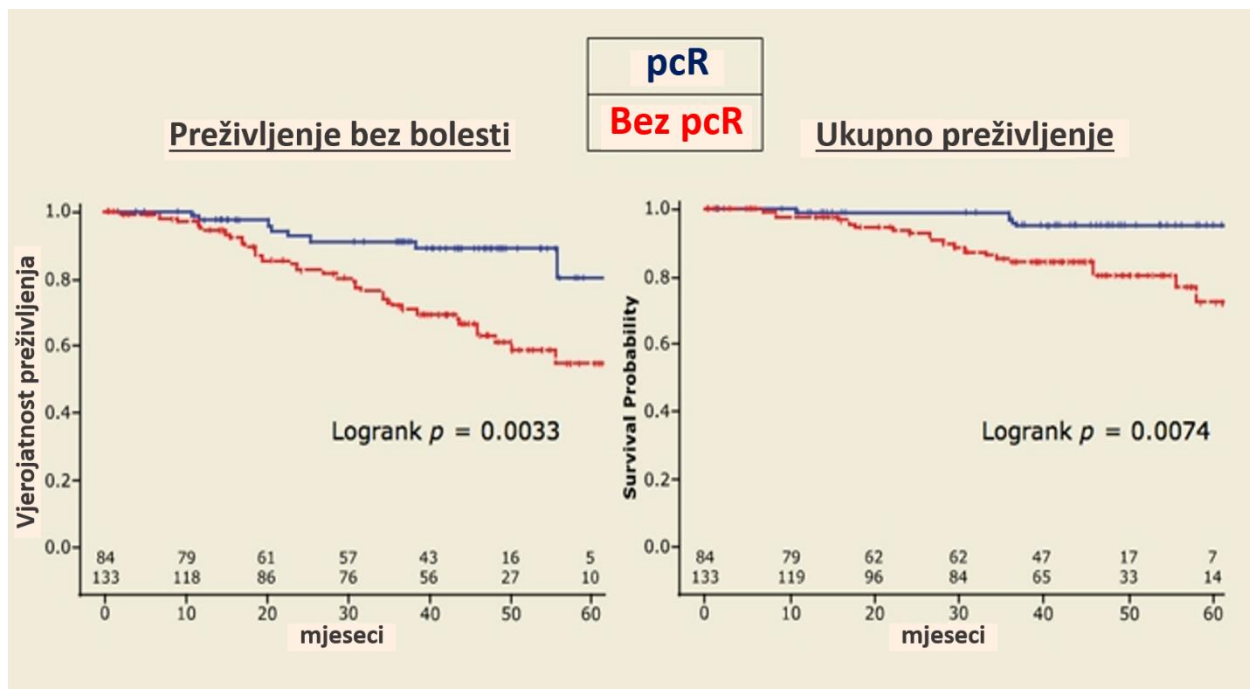 pcR
Bez pcR
Preživljenje bez bolesti
Ukupno preživljenje
Vjerojatnost preživljenja
1.0
0.8
0.6
0.4
0.2
0.0
Logrank p = 0.0033
84 79 61 57 43 16 5
133 118 86 76 56 27 10
0 10 20 30 40 50 60
mjeseci
Survival Probability
1.0
0.8
0.6
0.4
0.2
0.0
Logrank p = 0.0074
84 79 62 62 47 17 7
133 119 96 84 65 33 14
0 10 20 30 40 50 60
mjeseci